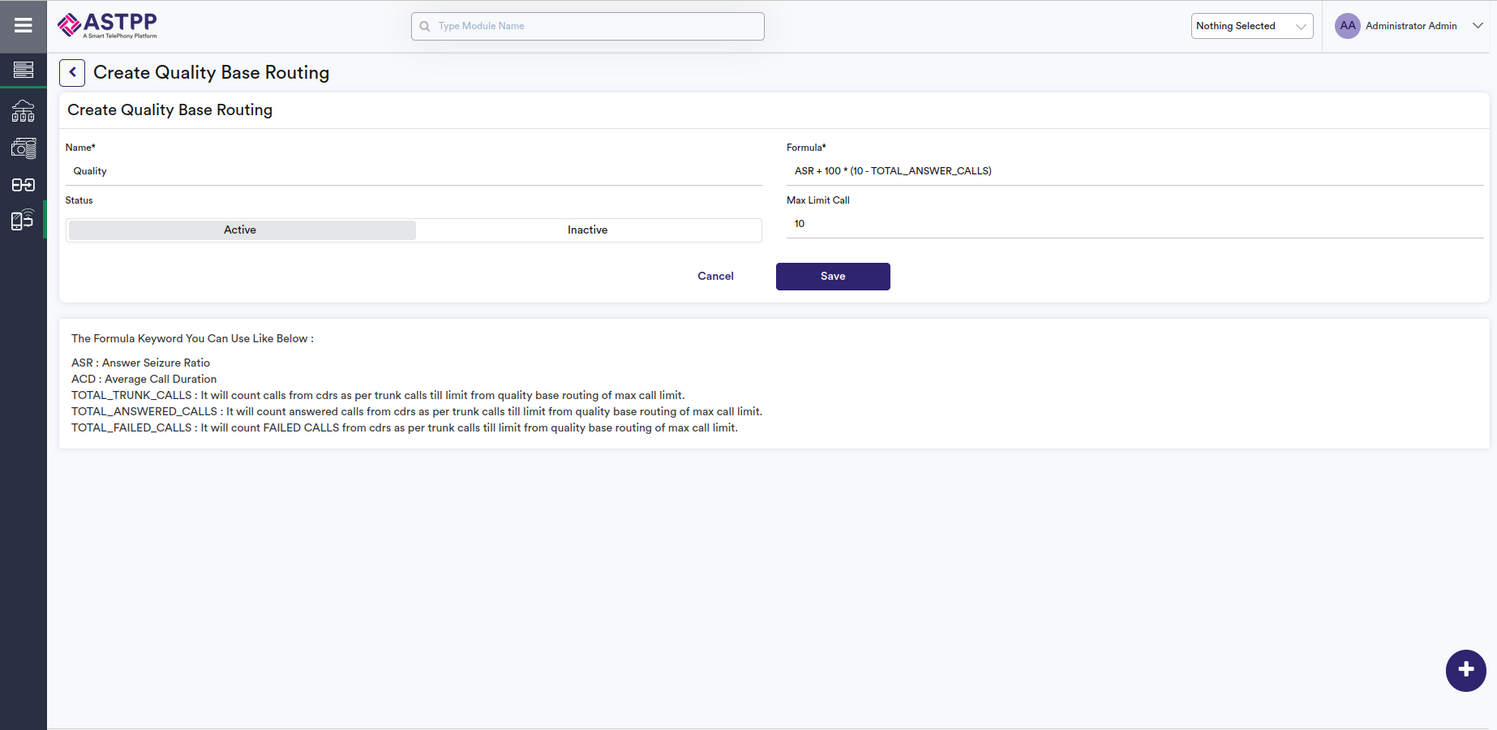 ASTPP
A Smart TelePhony Platform
Type Module Name
Nothing Selected
AA
Administrator Admin
Create Quality Base Routing
Create Quality Base Routing
Name*
Formula*
Quality
ASR + 100 * (10 - TOTAL_ANSWER_CALLS)
Status
Max Limit Call
Active
Inactive
10
Cancel
Save
The Formula Keyword You Can Use Like Below :
ASR : Answer Seizure Ratio
ACD : Average Call Duration
TOTAL_TRUNK_CALLS : It will count calls from cdrs as per trunk calls till limit from quality base routing of max call limit.
TOTAL_ANSWERED_CALLS : It will count answered calls from cdrs as per trunk calls till limit from quality base routing of max call limit.
TOTAL_FAILED_CALLS : It will count FAILED CALLS from cdrs as per trunk calls till limit from quality base routing of max call limit.